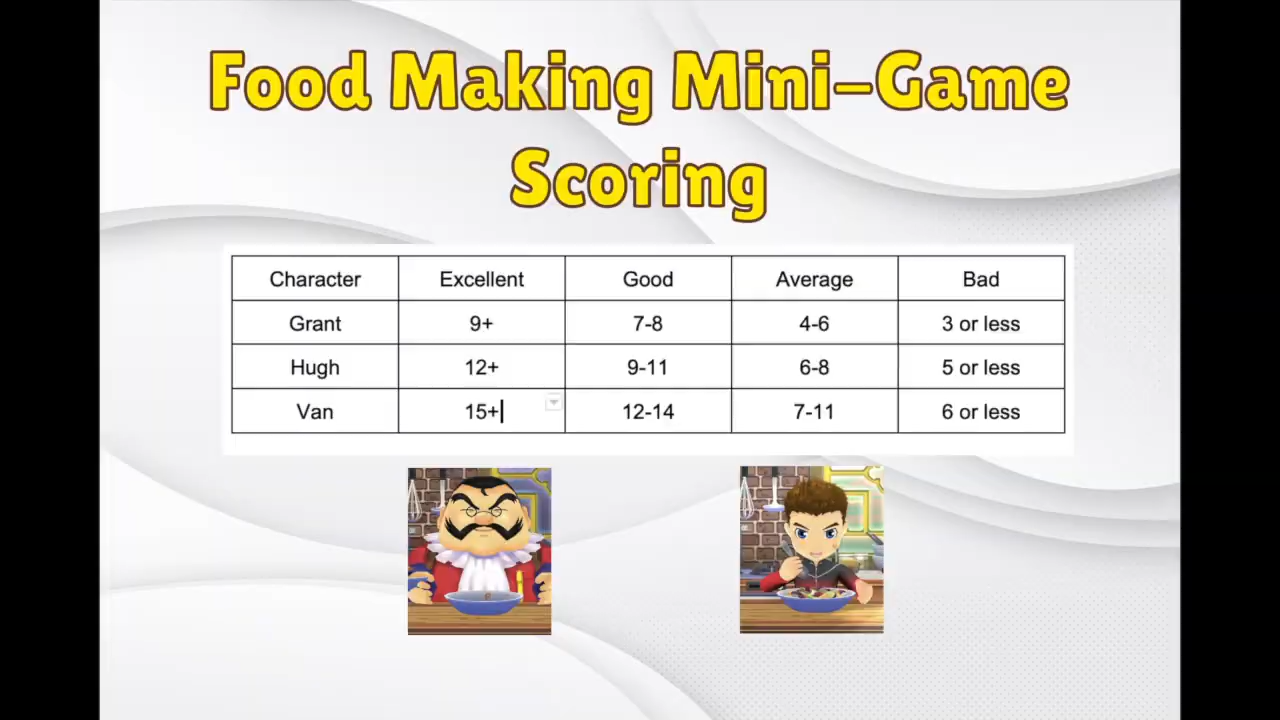 Food Making Mini-Game
Scoring
Character Excellent Good Average Bad
Grant 9+ 7-8 4-6 3 or less
Hugh 12+ 9-11 6-8 5 or less
Van 15+ 12-14 7-11 6 or less